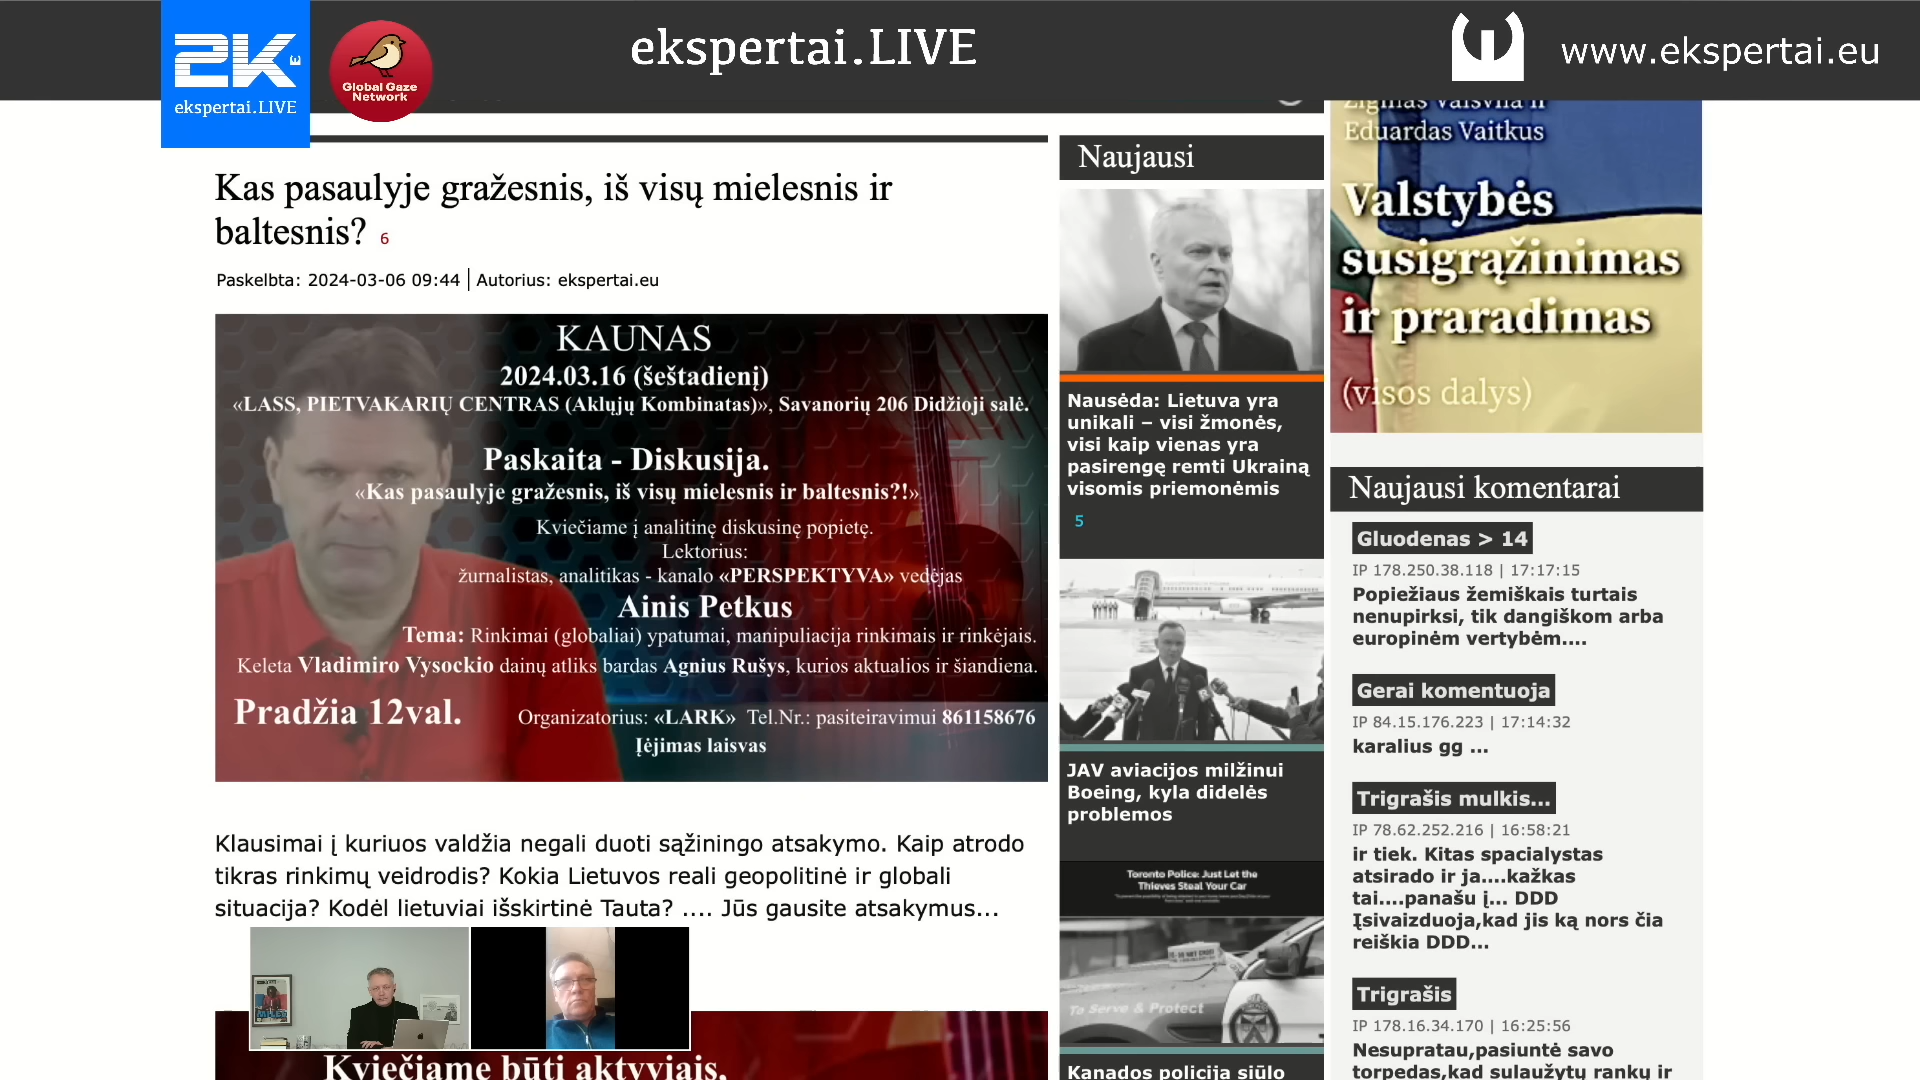 2K
ekspertai.LIVE
Global Gaze
Network
ekspertai.LIVE
www.ekspertai.eu
Kas pasaulyje gražesnis, iš visų mielesnis ir
baltesnis? 6
Paskelbta: 2024-03-06 09:44 | Autorius: ekspertai.eu
KAUNAS
2024.03.16 (šeštadienį)
«LASS, PIETVAKARIŲ CENTRAS (Aklųjų Kombinatas)», Savanorių 206 Didžioji salė.
Paskaita - Diskusija.
«Kas pasaulyje gražesnis, iš visų mielesnis ir baltesnis?!»
Kviečiame į analitinę diskusinę popietę.
Lektorius:
žurnalistas, analitikas - kanalo «PERSPEKTYVA» vedėjas
Ainis Petkus
Tema: Rinkimai (globaliai) ypatumai, manipuliacija rinkimais ir rinkėjais.
Keleta Vladimiro Vysockio dainų atliks bardas Agnius Rušys, kurios aktualios ir šiandiena.
Pradžia 12val.
Organizatorius: «LARK» Tel.Nr.: pasiteiravimui 861158676
Įėjimas laisvas
Klausimai į kuriuos valdžia negali duoti sąžiningo atsakymo. Kaip atrodo
tikras rinkimų veidrodis? Kokia Lietuvos reali geopolitinė ir globali
situacija? Kodėl lietuviai išskirtinė Tauta? .... Jūs gausite atsakymus...
Kviečiame būti aktyviais,
Naujausi
Nausėda: Lietuva yra
unikali – visi žmonės,
visi kaip vienas yra
pasirengę remti Ukrainą
visomis priemonėmis
5
JAV aviacijos milžinui
Boeing, kyla didelės
problemos
Toronto Police: Just Let the
Thieves Steal Your Car
To Serve & Protect
Kanados policija siūlo
Zigmas Vaišvila ir
Eduardas Vaitkus
Valstybės
susigrąžinimas
ir praradimas
(visos dalys)
Naujausi komentarai
Gluodenas > 14
IP 178.250.38.118 | 17:17:15
Popiežiaus žemiškais turtais
nenupirksi, tik dangiškom arba
europinėm vertybėm....
Gerai komentuoja
IP 84.15.176.223 | 17:14:32
karalius gg ...
Trigrašis mulkis...
IP 78.62.252.216 | 16:58:21
ir tiek. Kitas spacialystas
atsirado ir ja....kažkas
tai....panašu į... DDD
Įsivaizduoja,kad jis ką nors čia
reiškia DDD...
Trigrašis
IP 178.16.34.170 | 16:25:56
Nesupratau,pasiuntė savo
torpedas,kad sulaužytų rankų ir